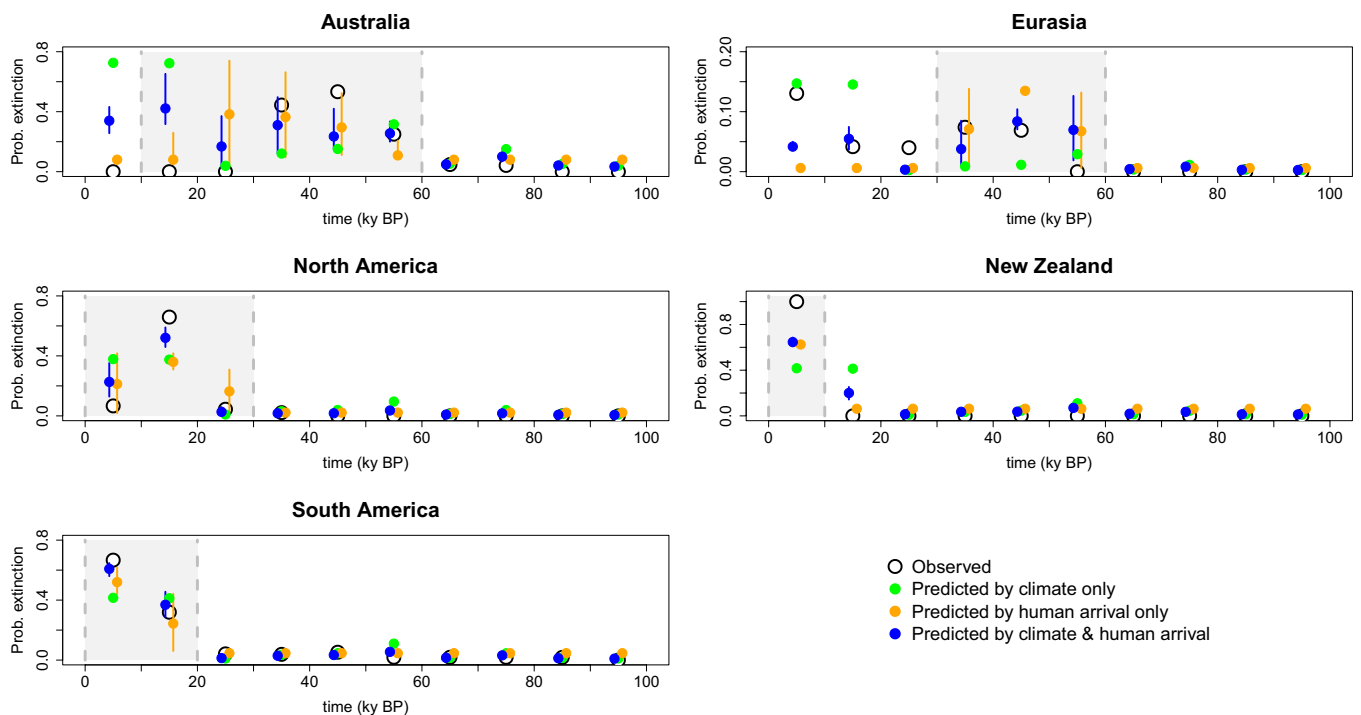 Australia
Prob. extinction
0.0 0.4 0.8
0 20 40 60 80 100
time (ky BP)
Eurasia
Prob. extinction
0.00 0.10 0.20
0 20 40 60 80 100
time (ky BP)
North America
Prob. extinction
0.0 0.4 0.8
0 20 40 60 80 100
time (ky BP)
New Zealand
Prob. extinction
0.0 0.4 0.8
0 20 40 60 80 100
time (ky BP)
South America
Prob. extinction
0.0 0.4 0.8
0 20 40 60 80 100
time (ky BP)
Observed
Predicted by climate only
Predicted by human arrival only
Predicted by climate & human arrival